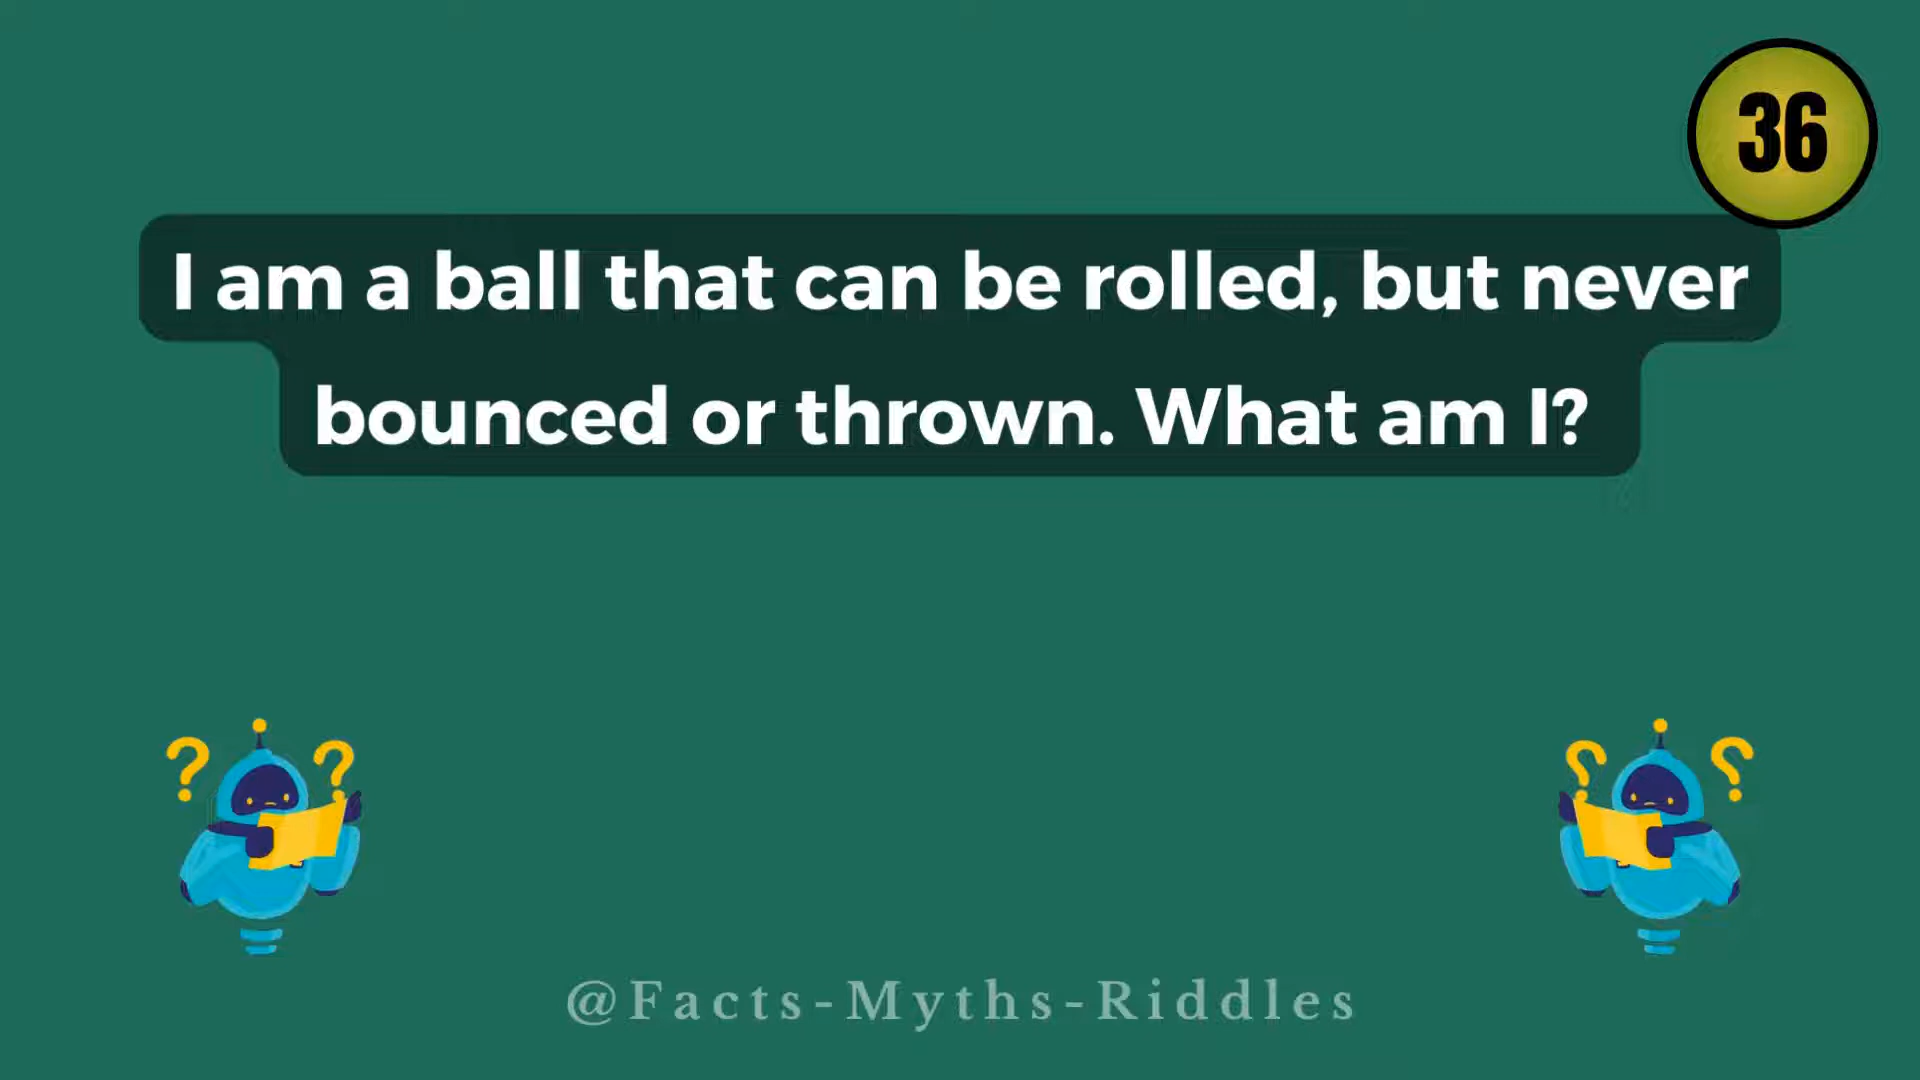 36
I am a ball that can be rolled, but never
bounced or thrown. What am I?
? ? ? ?
@Facts-Myths-Riddles